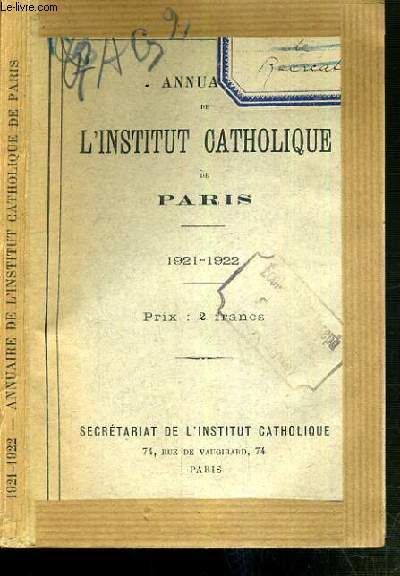 © Le-Livre.com
1921-1922 — ANNUAIRE DE L'INSTITUT CATHOLIQUE DE PARIS
de
ANNUA
DE
L'INSTITUT CATHOLIQUE
DE
PARIS
1921-1922
Prix : 2 francs
SECRÉTARIAT DE L'INSTITUT CATHOLIQUE
74, RUE DE VAUGIRARD, 74
PARIS